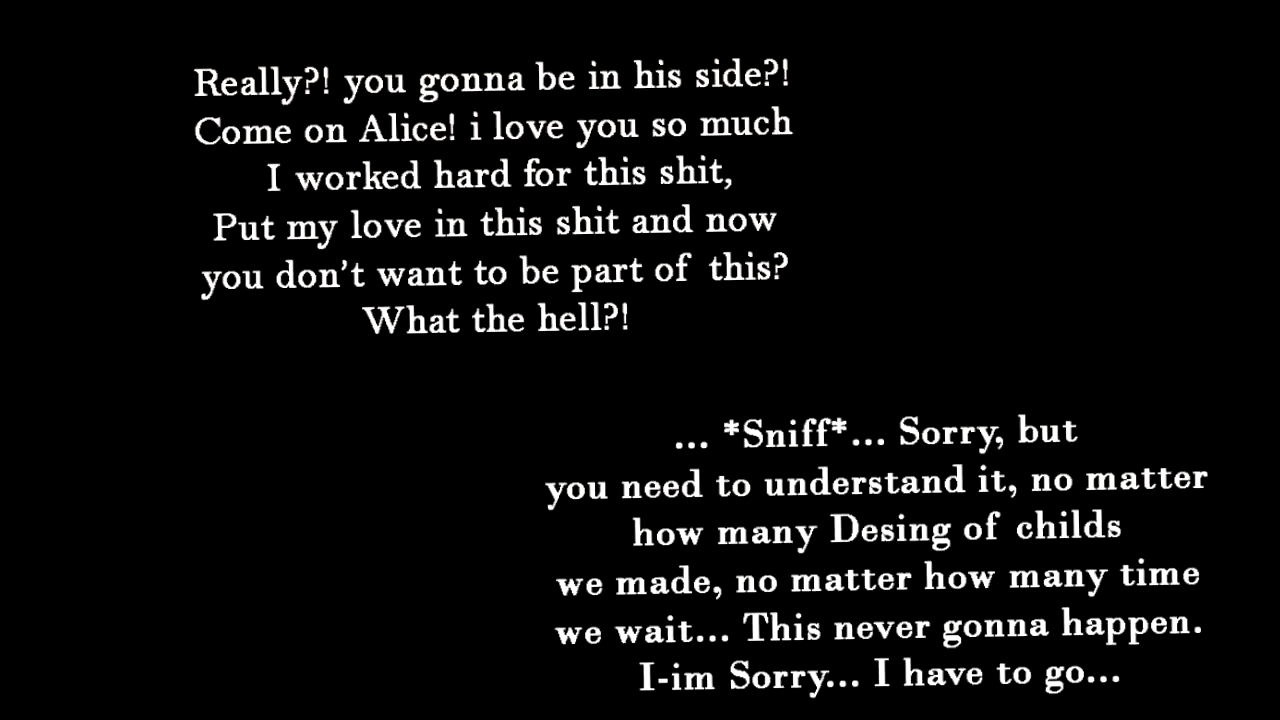 Really?! you gonna be in his side?!
Come on Alice! i love you so much
I worked hard for this shit,
Put my love in this shit and now
you don't want to be part of this?
What the hell?!
... *Sniff*... Sorry, but
you need to understand it, no matter
how many Desing of childs
we made, no matter how many time
we wait... This never gonna happen.
I-im Sorry... I have to go...